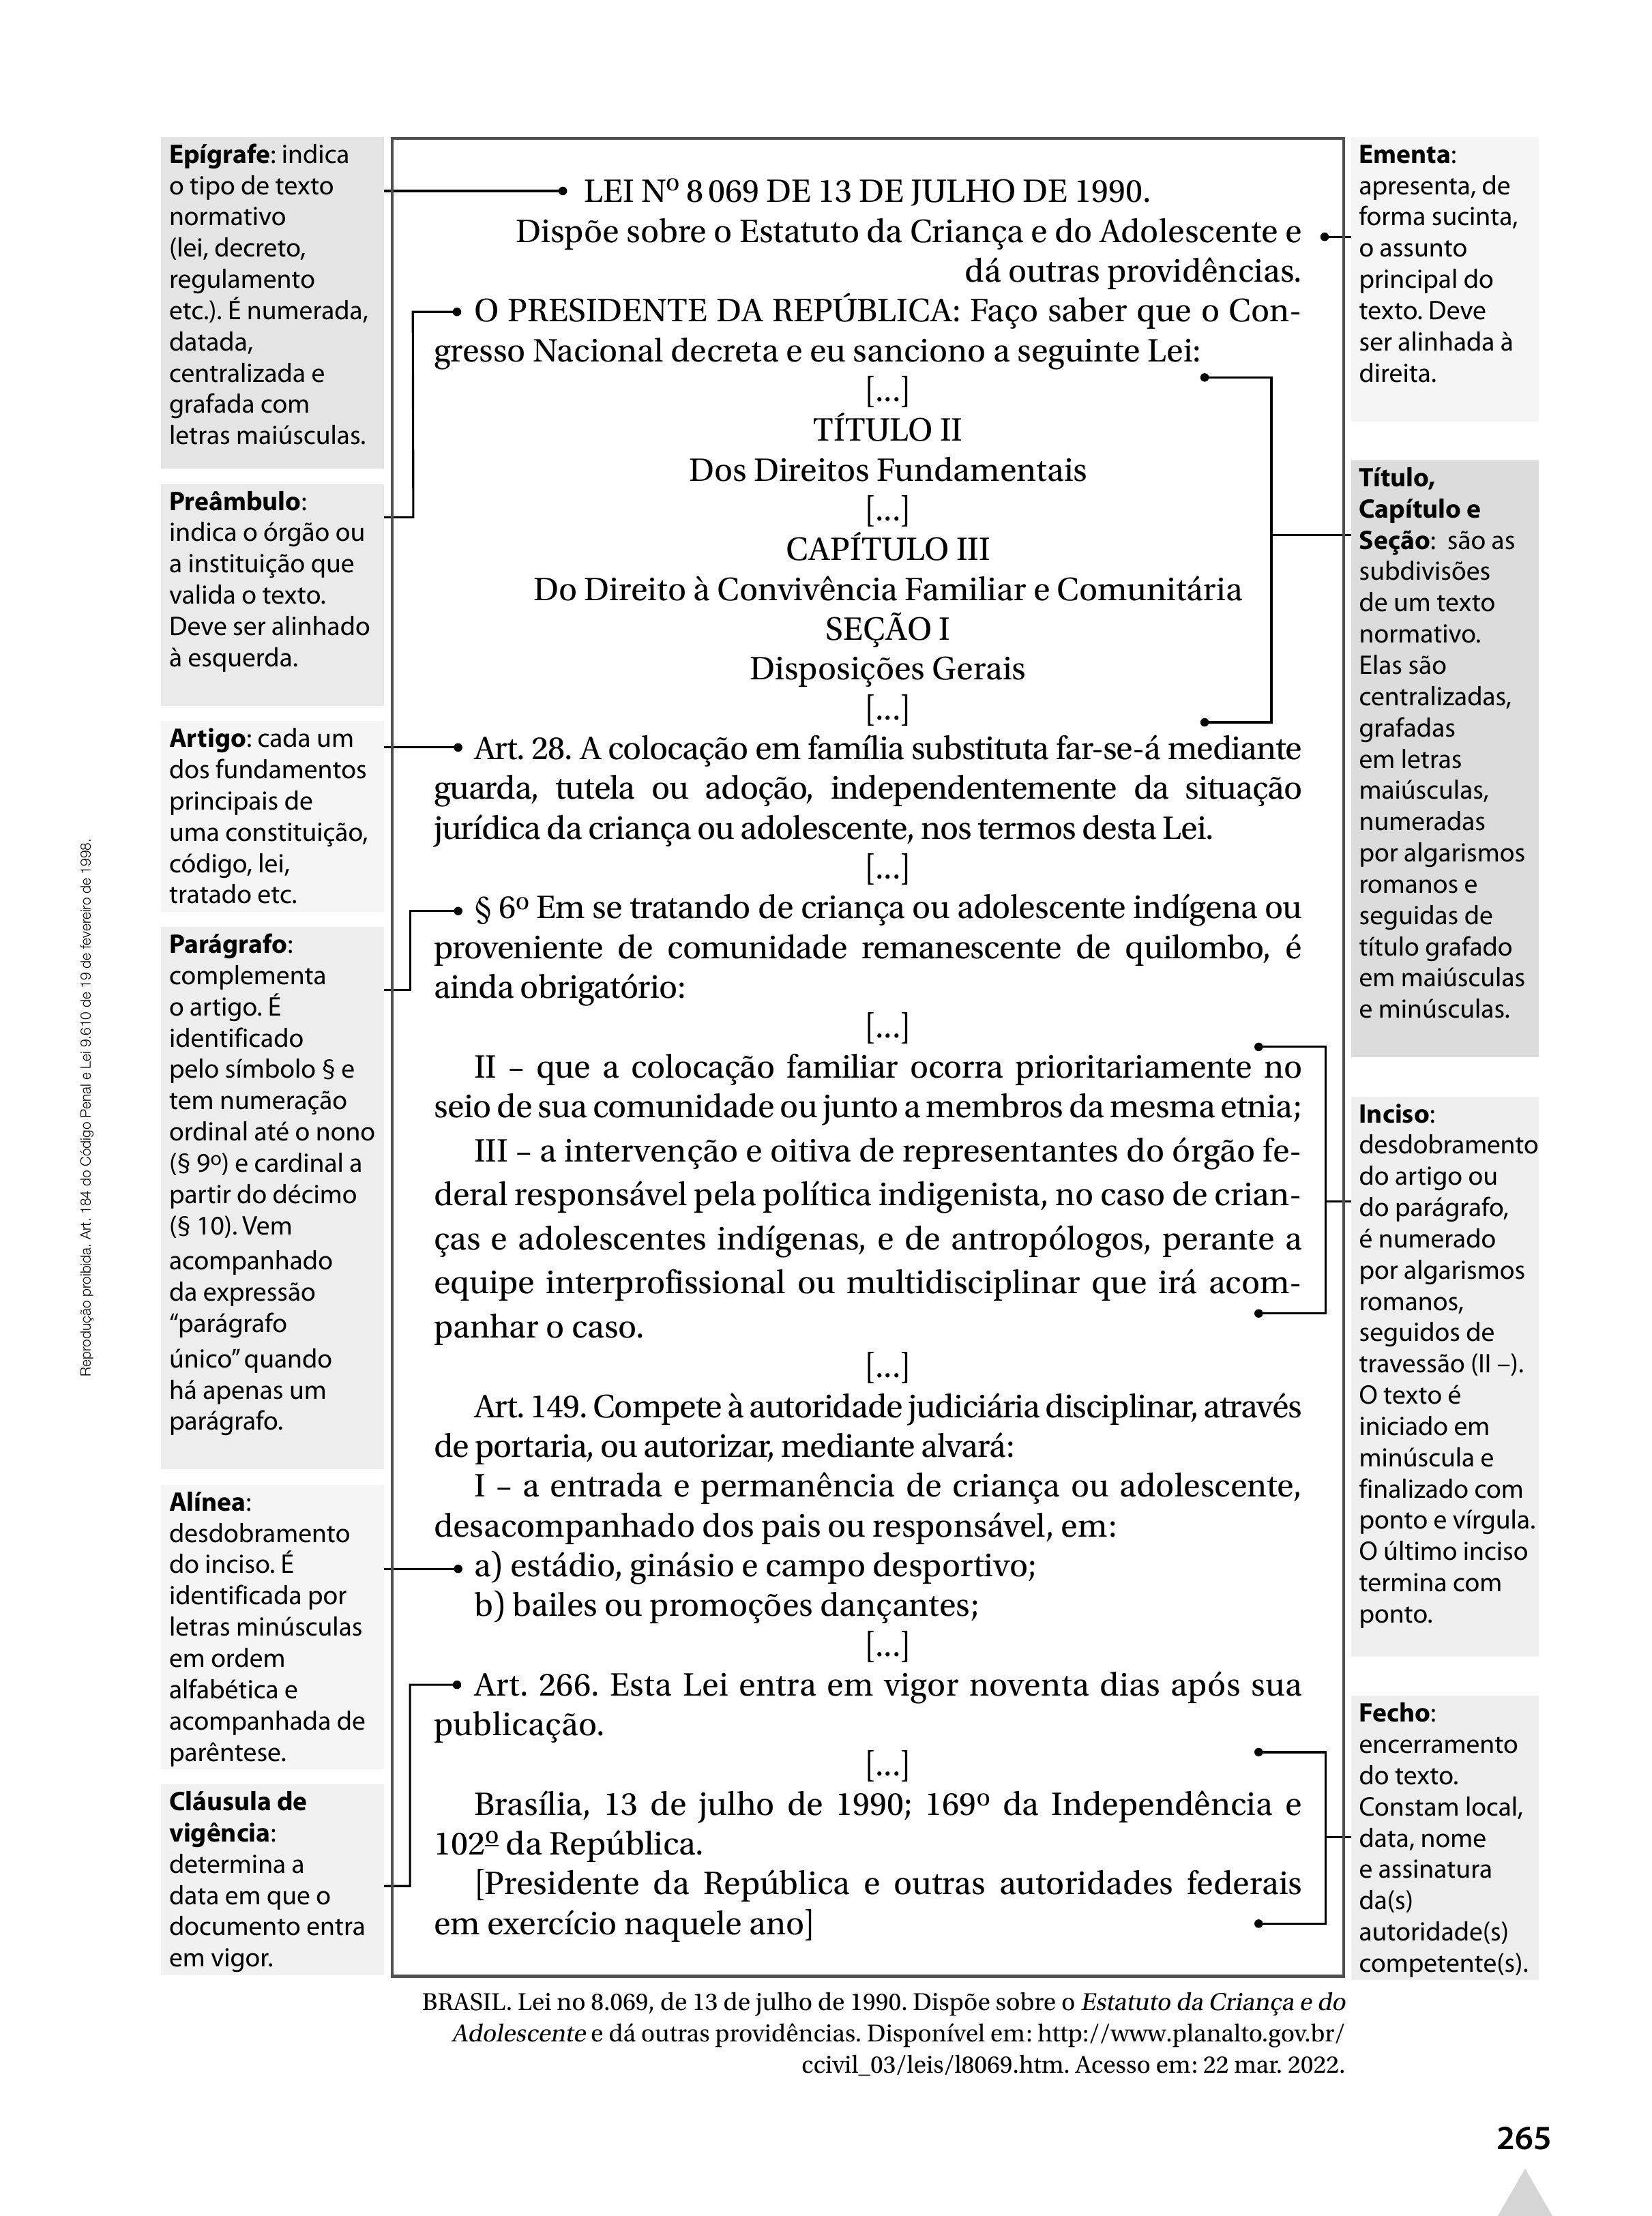 Epígrafe: indica
o tipo de texto
normativo
(lei, decreto,
regulamento
etc.). É numerada,
datada,
centralizada e
grafada com
letras maiúsculas.
Preâmbulo:
indica o órgão ou
a instituição que
valida o texto.
Deve ser alinhado
à esquerda.
Artigo: cada um
dos fundamentos
principais de
uma constituição,
código, lei,
tratado etc.
Parágrafo:
complementa
o artigo. É
identificado
pelo símbolo § e
tem numeração
ordinal até o nono
(§ 9º) e cardinal a
partir do décimo
(§ 10). Vem
acompanhado
da expressão
“parágrafo
único” quando
há apenas um
parágrafo.
Alínea:
desdobramento
do inciso. É
identificada por
letras minúsculas
em ordem
alfabética e
acompanhada de
parêntese.
Cláusula de
vigência:
determina a
data em que o
documento entra
em vigor.
LEI Nº 8 069 DE 13 DE JULHO DE 1990.
Dispõe sobre o Estatuto da Criança e do Adolescente e
dá outras providências.
O PRESIDENTE DA REPÚBLICA: Faço saber que o Con-
gresso Nacional decreta e eu sanciono a seguinte Lei:
[...]
TÍTULO II
Dos Direitos Fundamentais
[...]
CAPÍTULO III
Do Direito à Convivência Familiar e Comunitária
SEÇÃO I
Disposições Gerais
[...]
Art. 28. A colocação em família substituta far-se-á mediante
guarda, tutela ou adoção, independentemente da situação
jurídica da criança ou adolescente, nos termos desta Lei.
[...]
§ 6º Em se tratando de criança ou adolescente indígena ou
proveniente de comunidade remanescente de quilombo, é
ainda obrigatório:
[...]
II – que a colocação familiar ocorra prioritariamente no
seio de sua comunidade ou junto a membros da mesma etnia;
III – a intervenção e oitiva de representantes do órgão fe-
deral responsável pela política indigenista, no caso de crian-
ças e adolescentes indígenas, e de antropólogos, perante a
equipe interprofissional ou multidisciplinar que irá acom-
panhar o caso.
[...]
Art. 149. Compete à autoridade judiciária disciplinar, através
de portaria, ou autorizar, mediante alvará:
I – a entrada e permanência de criança ou adolescente,
desacompanhado dos pais ou responsável, em:
a) estádio, ginásio e campo desportivo;
b) bailes ou promoções dançantes;
[...]
Art. 266. Esta Lei entra em vigor noventa dias após sua
publicação.
[...]
Brasília, 13 de julho de 1990; 169º da Independência e
102º da República.
[Presidente da República e outras autoridades federais
em exercício naquele ano]
Ementa:
apresenta, de
forma sucinta,
o assunto
principal do
texto. Deve
ser alinhada à
direita.
Título,
Capítulo e
Seção: são as
subdivisões
de um texto
normativo.
Elas são
centralizadas,
grafadas
em letras
maiúsculas,
numeradas
por algarismos
romanos e
seguidas de
título grafado
em maiúsculas
e minúsculas.
Inciso:
desdobramento
do artigo ou
do parágrafo,
é numerado
por algarismos
romanos,
seguidos de
travessão (II –).
O texto é
iniciado em
minúscula e
finalizado com
ponto e vírgula.
O último inciso
termina com
ponto.
Fecho:
encerramento
do texto.
Constam local,
data, nome
e assinatura
da(s)
autoridade(s)
competente(s).
BRASIL. Lei no 8.069, de 13 de julho de 1990. Dispõe sobre o Estatuto da Criança e do
Adolescente e dá outras providências. Disponível em: http://www.planalto.gov.br/
ccivil_03/leis/l8069.htm. Acesso em: 22 mar. 2022.
Reprodução proibida. Art. 184 do Código Penal e Lei 9.610 de 19 de fevereiro de 1998.
265